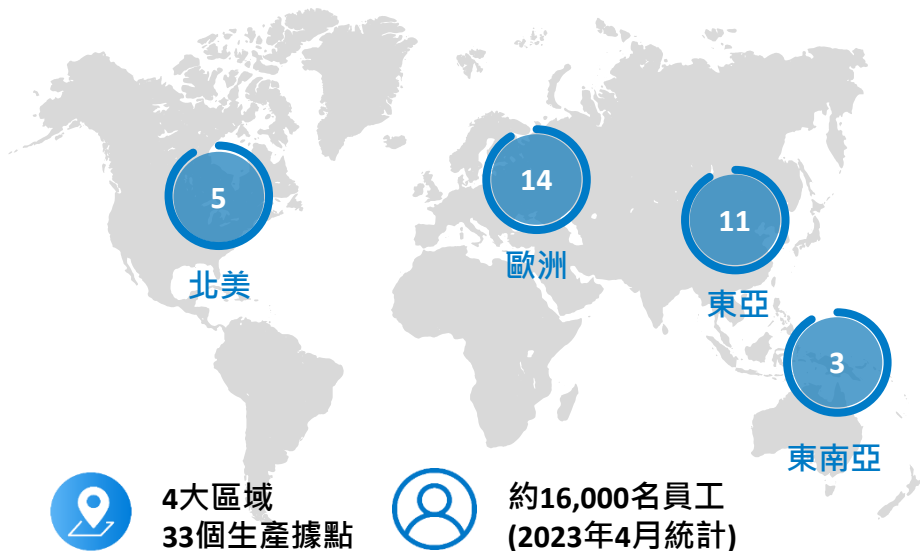 5
北美
14
歐洲
11
東亞
3
東南亞
4大區域
33個生產據點
約16,000名員工
(2023年4月統計)